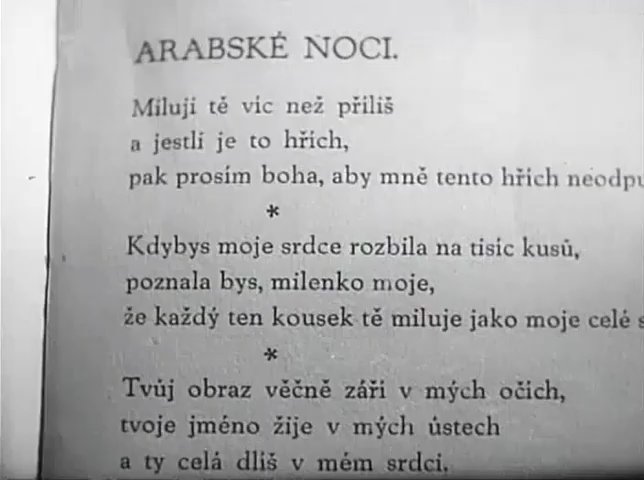 ARABSKÉ NOCI.
Miluji tě víc než příliš
a jestli je to hřích,
pak prosím boha, aby mně tento hřích neodpu
*
Kdybys moje srdce rozbila na tisíc kusů,
poznala bys, milenko moje,
že každý ten kousek tě miluje jako moje celé s
*
Tvůj obraz věčně září v mých očích,
tvoje jméno žije v mých ústech
a ty celá dlíš v mém srdci.